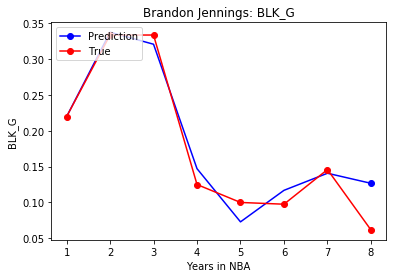 Brandon Jennings: BLK_G
Prediction
True
0.35
0.30
0.25
0.20
0.15
0.10
0.05
BLK_G
1 2 3 4 5 6 7 8
Years in NBA